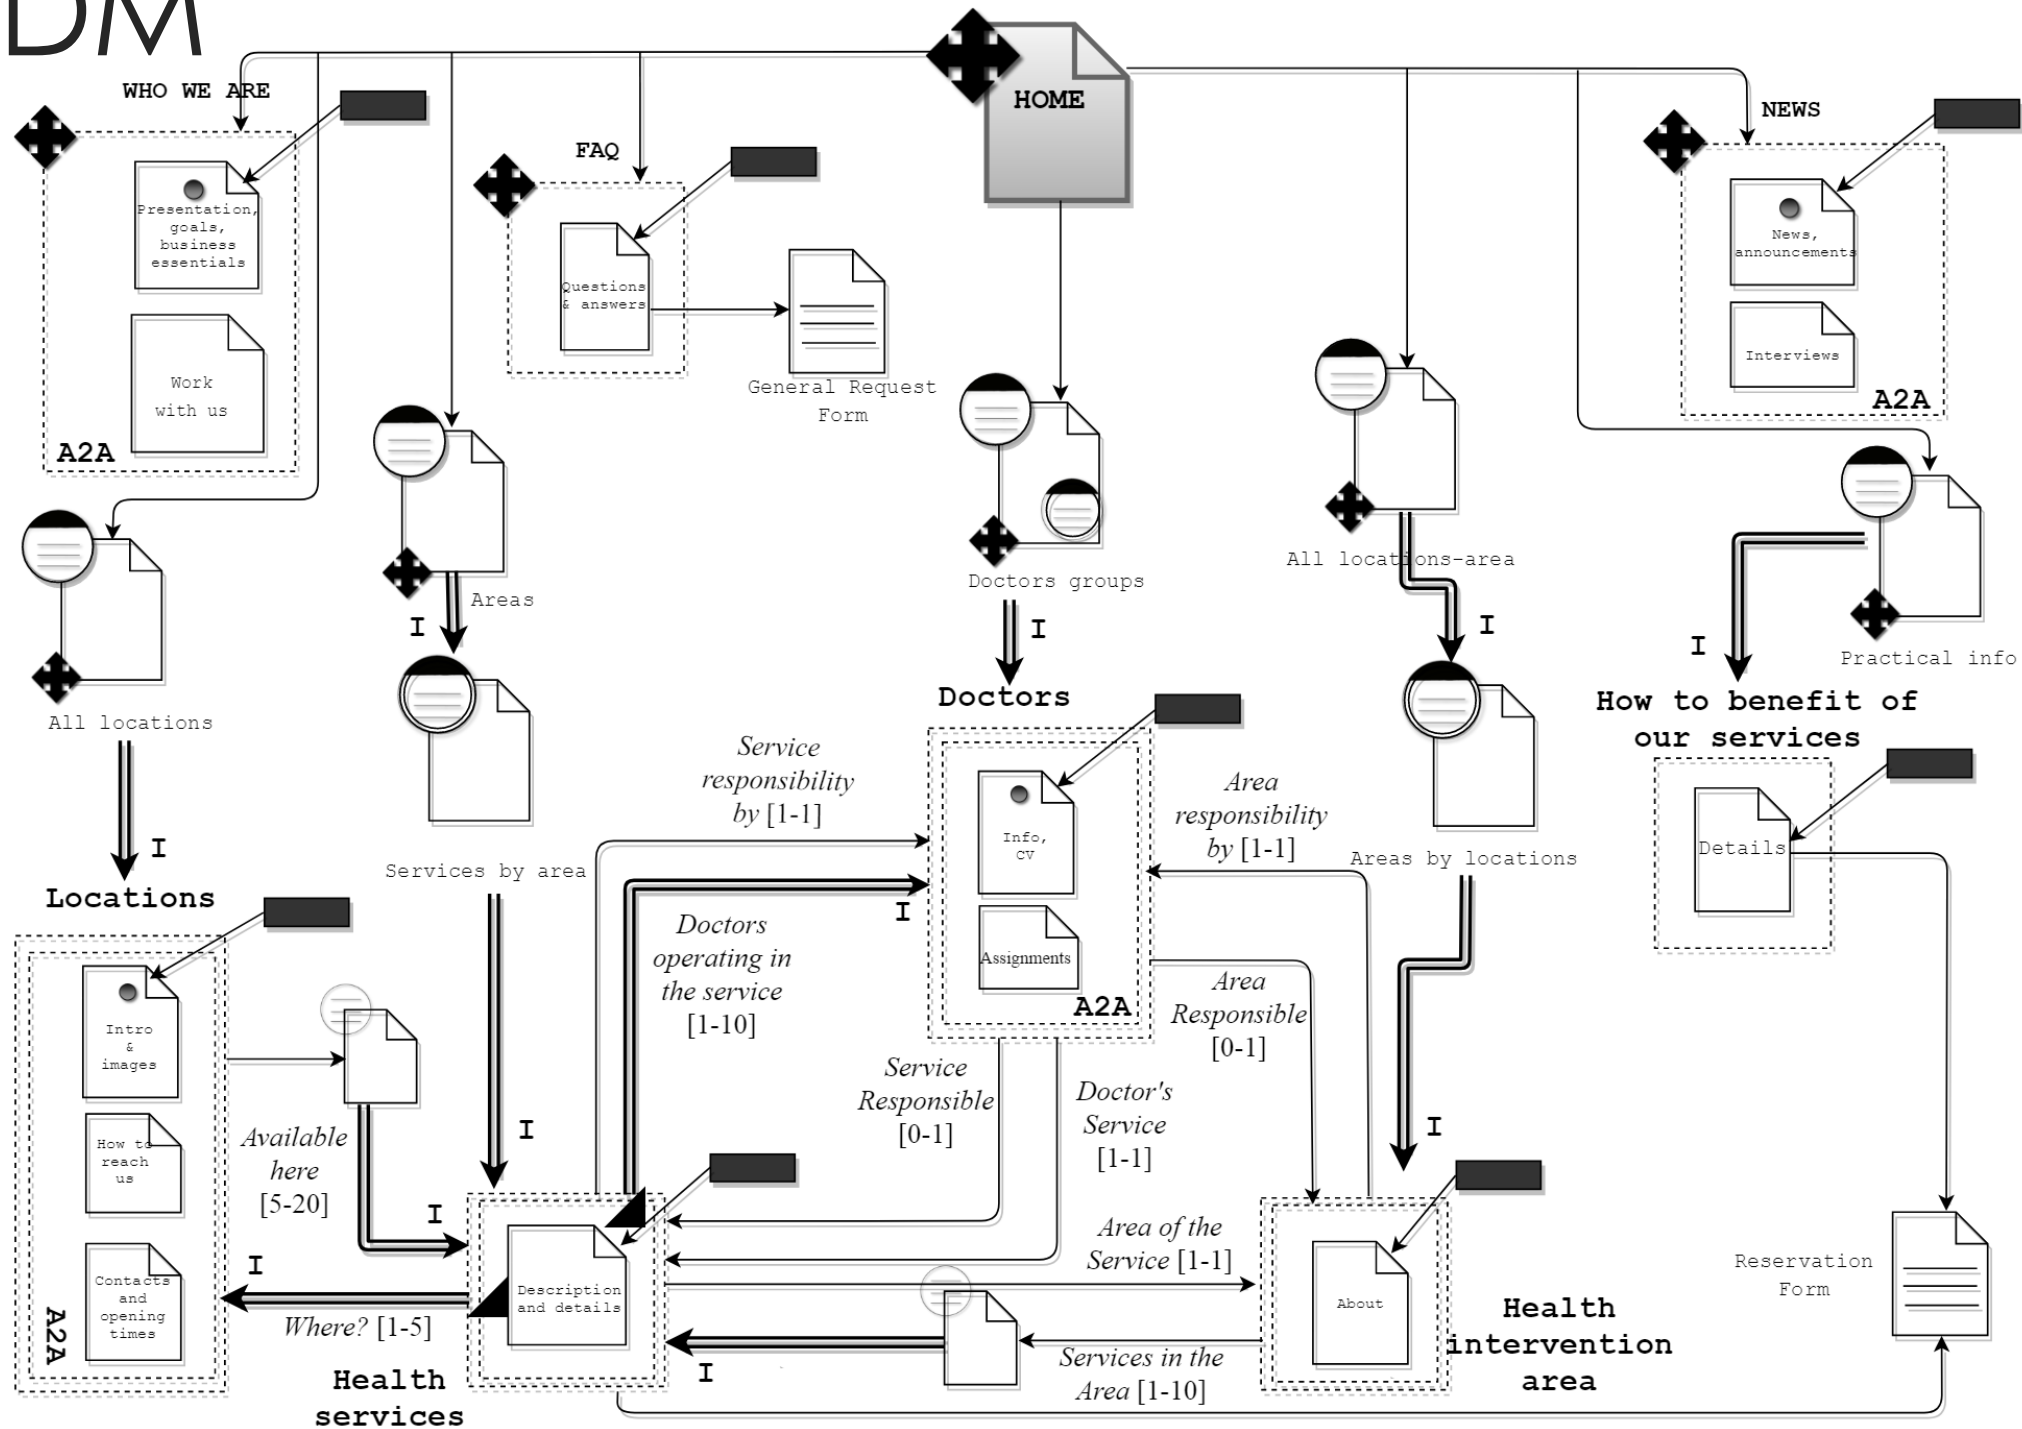 DM
HOME
WHO WE ARE
Presentation,
goals,
business
essentials
Work
with us
A2A
FAQ
Questions
& answers
General Request
Form
NEWS
News,
announcements
Interviews
A2A
All locations
I
Areas
I
Doctors groups
I
All locations-area
I
Practical info
I
Services by area
I
Areas by locations
I
How to benefit of
our services
Details
Reservation
Form
Locations
Intro
&
images
How to
reach
us
Contacts
and
opening
times
A2A
Available
here
[5-20]
I
I
Where? [1-5]
Doctors
Info,
CV
Assignments
A2A
Service
responsibility
by [1-1]
Doctors
operating in
the service
[1-10]
I
Area
responsibility
by [1-1]
Area
Responsible
[0-1]
Service
Responsible
[0-1]
Doctor's
Service
[1-1]
Area of the
Service [1-1]
Services in the
Area [1-10]
I
Description
and details
Health
services
About
Health
intervention
area